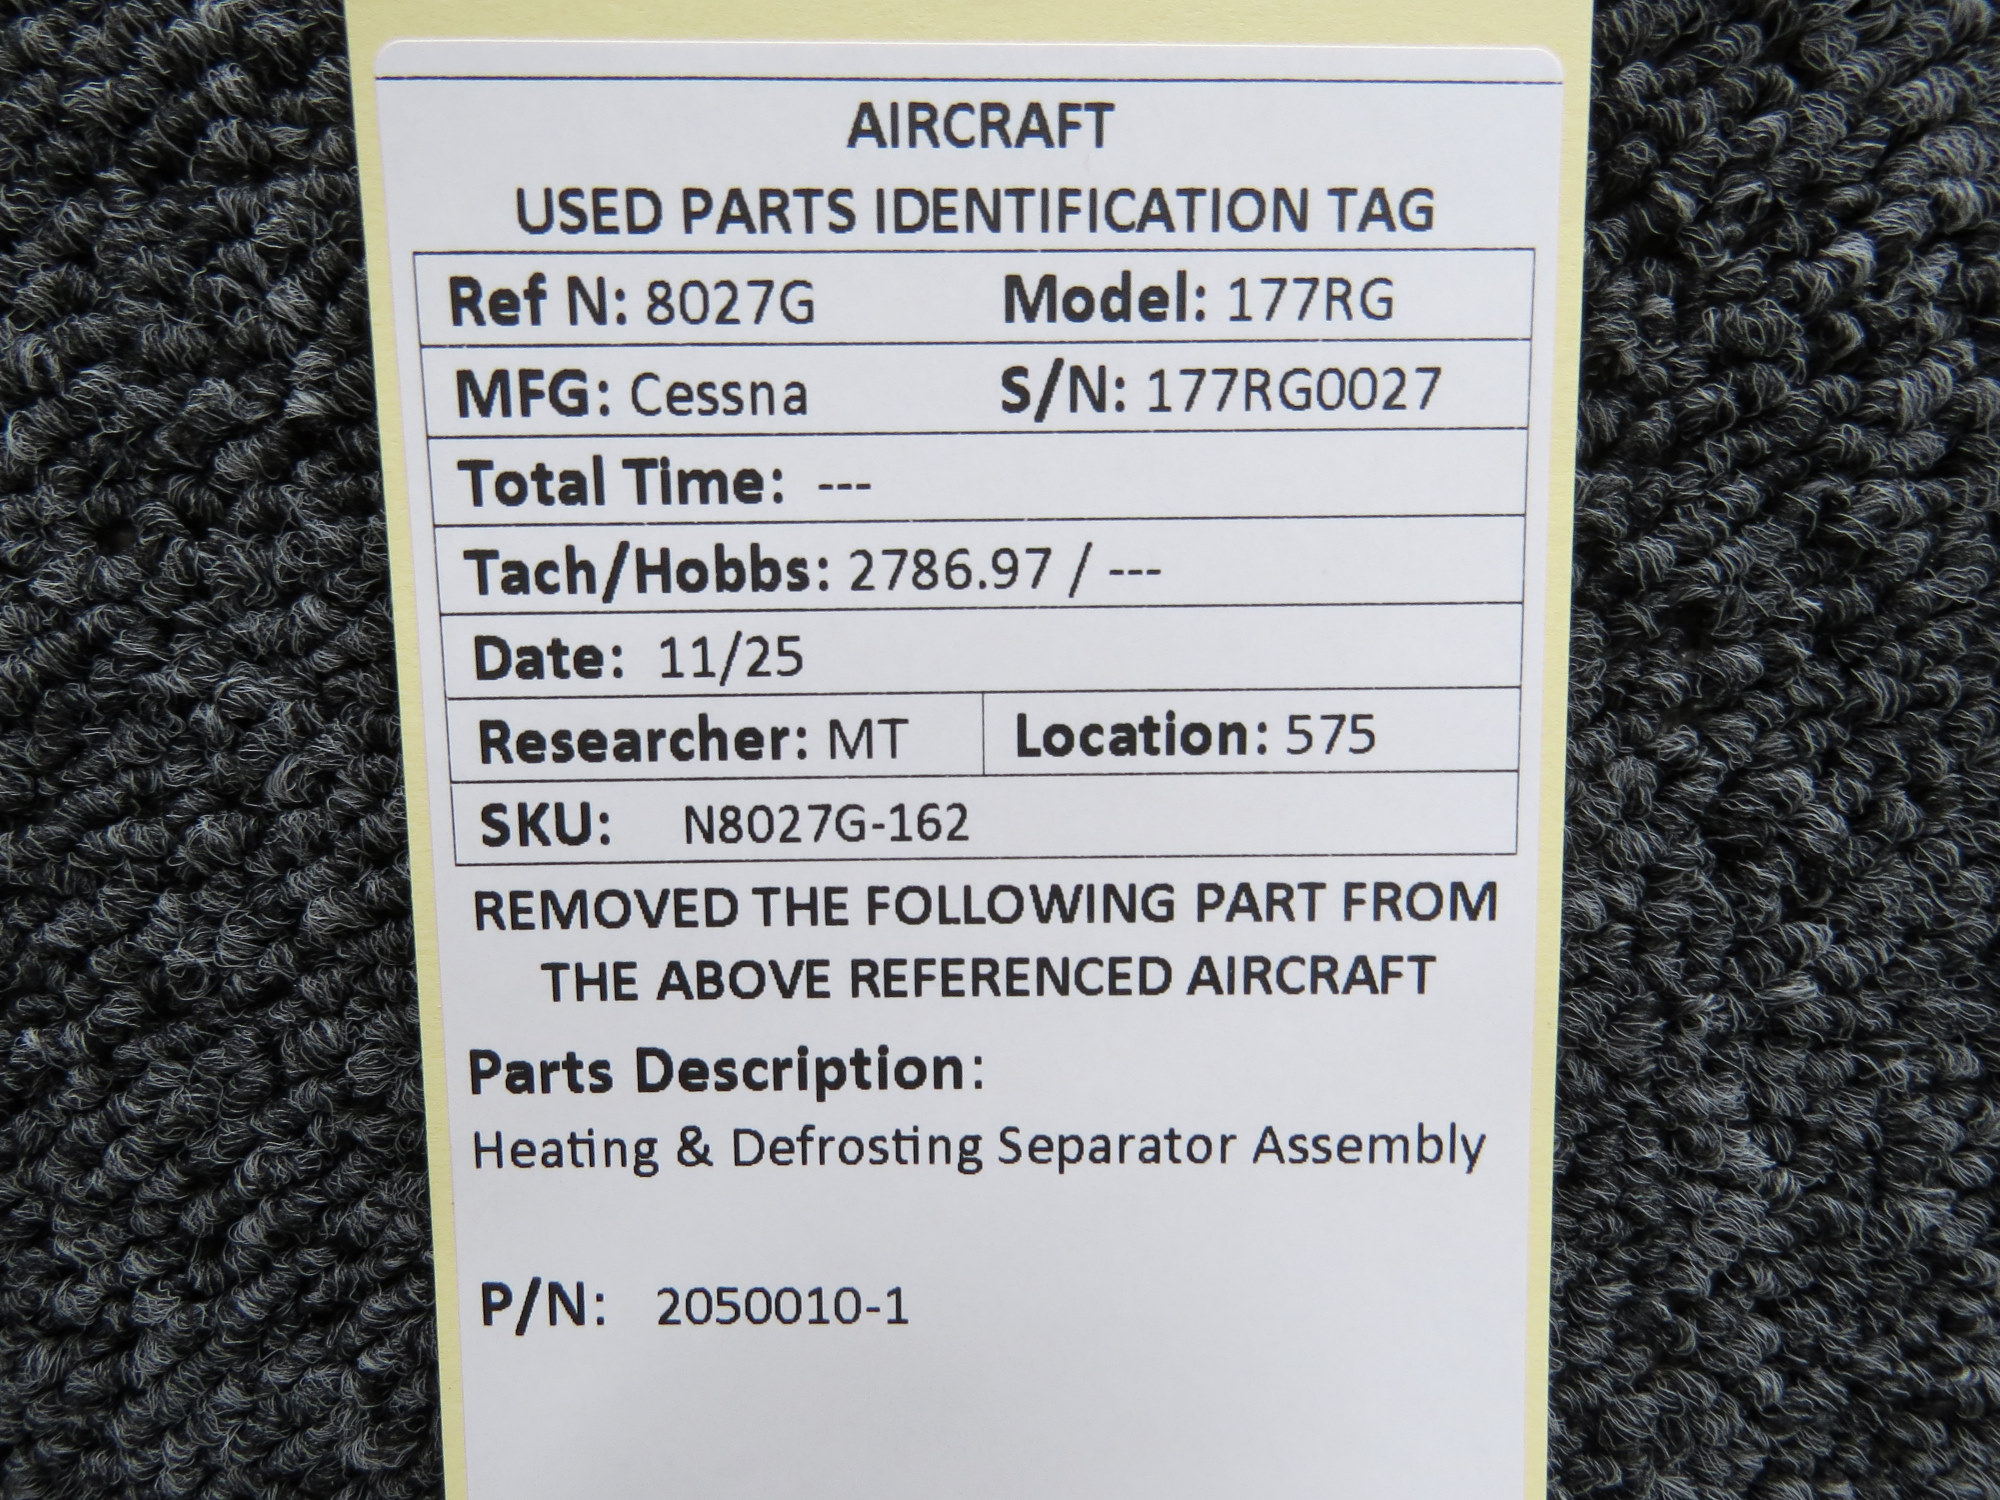 AIRCRAFT
USED PARTS IDENTIFICATION TAG
Ref N: 8027G Model: 177RG
MFG: Cessna S/N: 177RG0027
Total Time: ---
Tach/Hobbs: 2786.97 / ---
Date: 11/25
Researcher: MT Location: 575
SKU: N8027G-162
REMOVED THE FOLLOWING PART FROM
THE ABOVE REFERENCED AIRCRAFT
Parts Description:
Heating & Defrosting Separator Assembly
P/N: 2050010-1